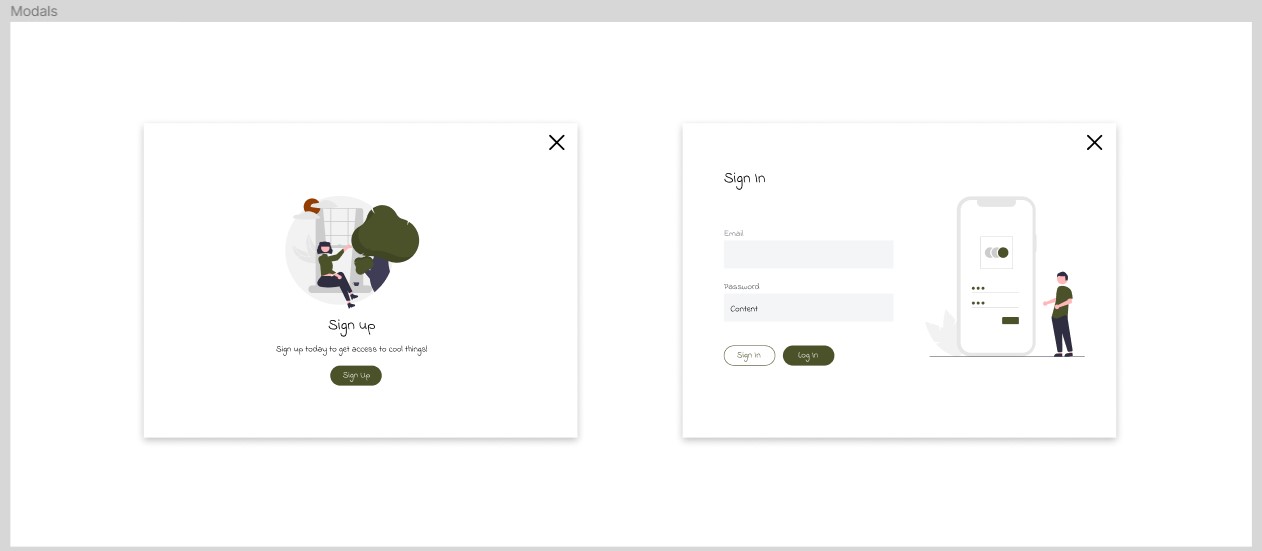 Modals
Sign up
Sign up today to get access to cool things!
Sign Up
Sign In
Email
Password
Content
Sign In
Log In